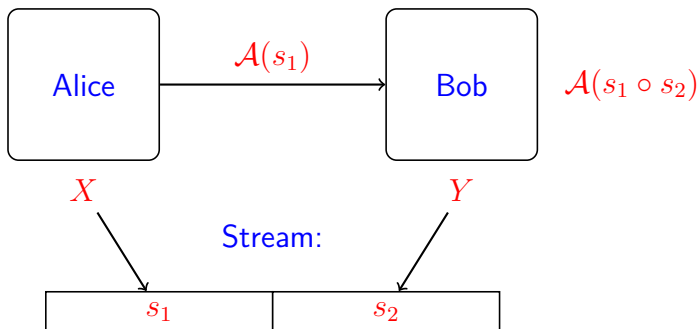 𝒜(s₁)
Alice
Bob
𝒜(s₁ ∘ s₂)
X
Y
Stream:
s₁
s₂